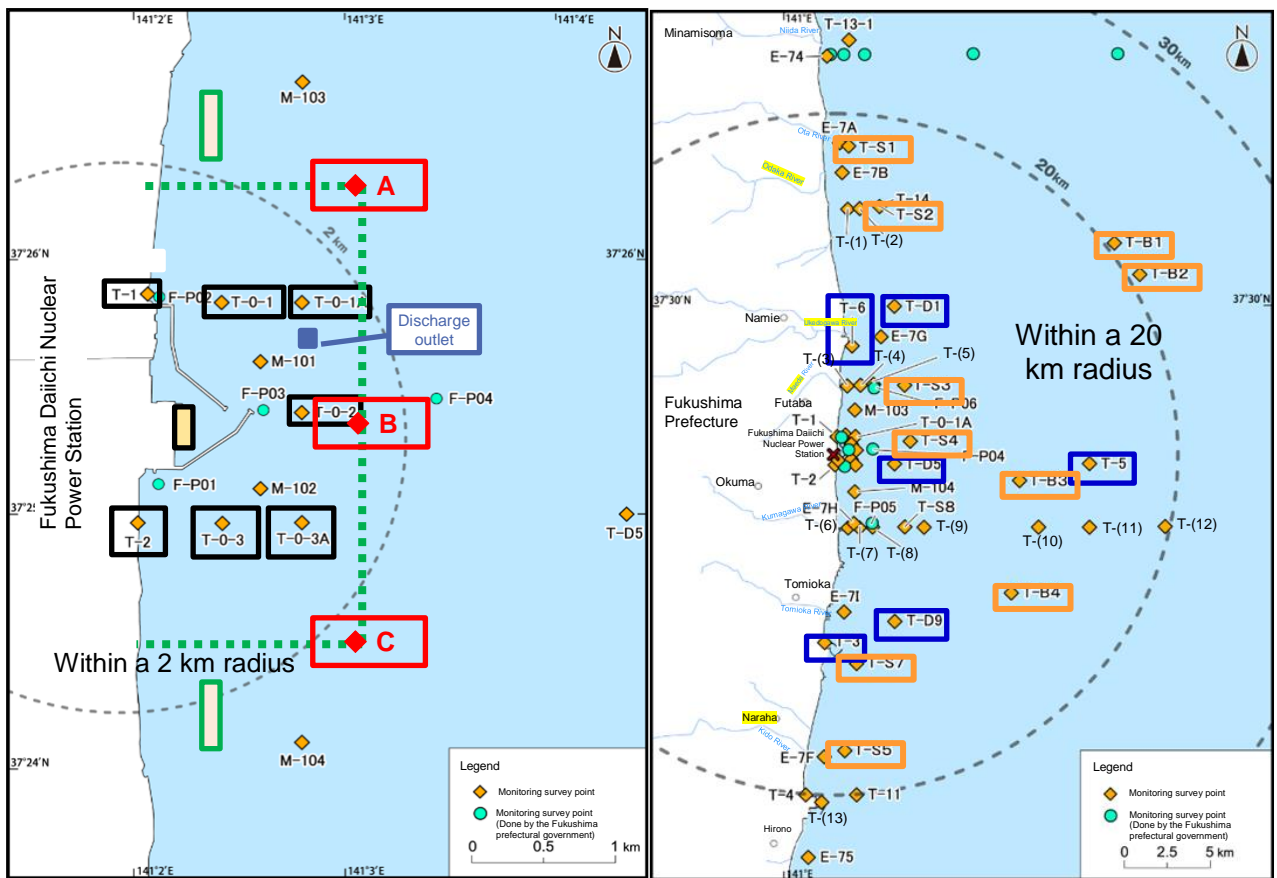 141°2'E
141°3'E
141°4'E
N
M-103
A
2 km
37°26'N
T-1
F-P02
T-0-1
T-0-1A
Discharge
outlet
M-101
F-P03
T-0-2
F-P04
B
Fukushima Daiichi Nuclear
Power Station
F-P01
M-102
37°25'N
T-2
T-0-3
T-0-3A
T-D5
C
Within a 2 km radius
M-104
37°24'N
Legend
Monitoring survey point
Monitoring survey point
(Done by the Fukushima
prefectural government)
0 0.5 1 km
141°2'E
141°3'E
141°E
T-13-1
Niida River
Minamisoma
E-74
30km
N
E-7A
Ota River
T-S1
Odaka River
E-7B
20km
T-14
T-S2
T-(1)
T-(2)
T-B1
T-B2
37°30'N
T-6
T-D1
Namie
Ukedogawa River
E-7G
Within a 20
km radius
T-(3)
T-(4)
T-(5)
Maeda River
T-S3
F-P06
Futaba
Fukushima
Prefecture
M-103
T-1
T-0-1A
Fukushima Daiichi
Nuclear Power
Station
T-S4
F-P04
T-2
T-D5
T-5
Okuma
T-B3
M-104
E-7H
F-P05
T-S8
Kumagawa River
T-(6)
T-(7)
T-(8)
T-(9)
T-(10)
T-(11)
T-(12)
Tomioka
E-7I
T-B4
Tomioka River
T-D9
T-3
T-S7
Naraha
Kido River
T-S5
E-7F
T-4
T-11
T-(13)
Hirono
E-75
141°E
Legend
Monitoring survey point
Monitoring survey point
(Done by the Fukushima
prefectural government)
0 2.5 5 km